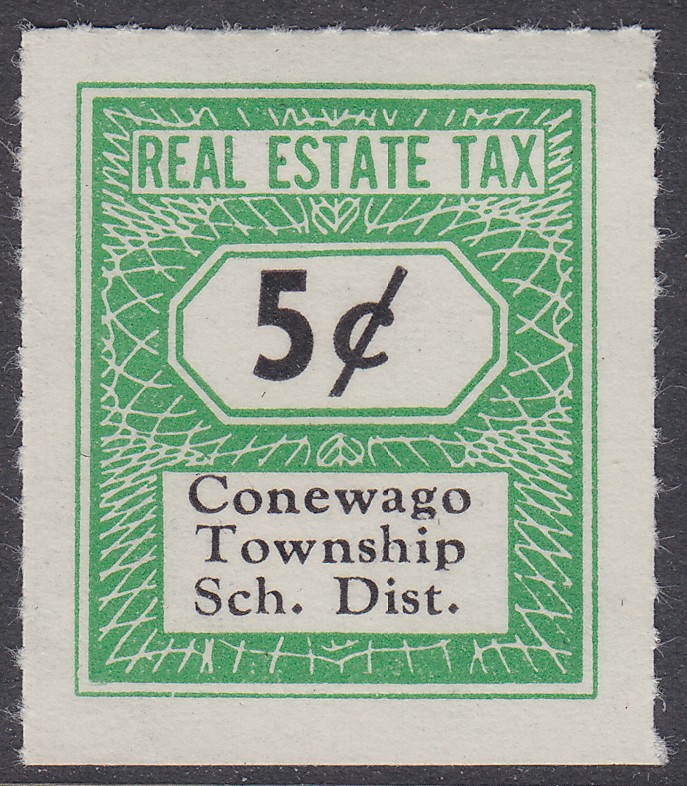 REAL ESTATE TAX
5¢
Conewago
Township
Sch. Dist.